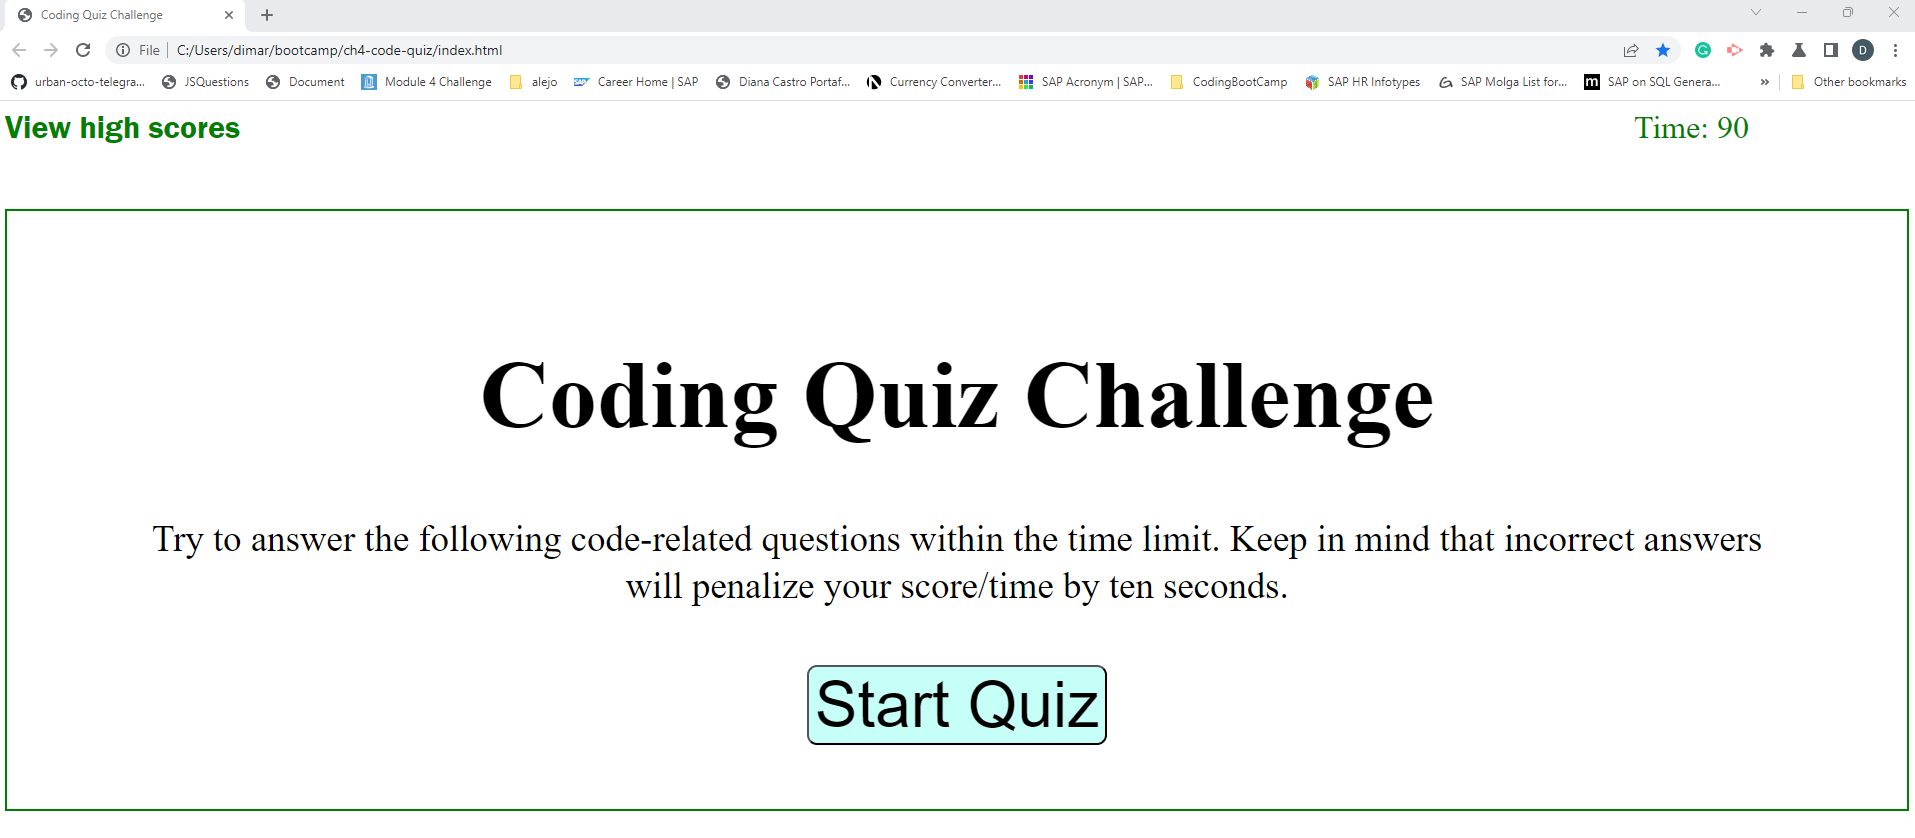 Coding Quiz Challenge
File C:/Users/dimar/bootcamp/ch4-code-quiz/index.html D
urban-octo-telegra... JSQuestions Document Module 4 Challenge alejo SAP Career Home | SAP Diana Castro Portaf... Currency Converter... SAP Acronym | SAP... CodingBootCamp SAP HR Infotypes SAP Molga List for... m SAP on SQL Genera... » Other bookmarks
View high scores Time: 90
Coding Quiz Challenge
Try to answer the following code-related questions within the time limit. Keep in mind that incorrect answers
will penalize your score/time by ten seconds.
Start Quiz